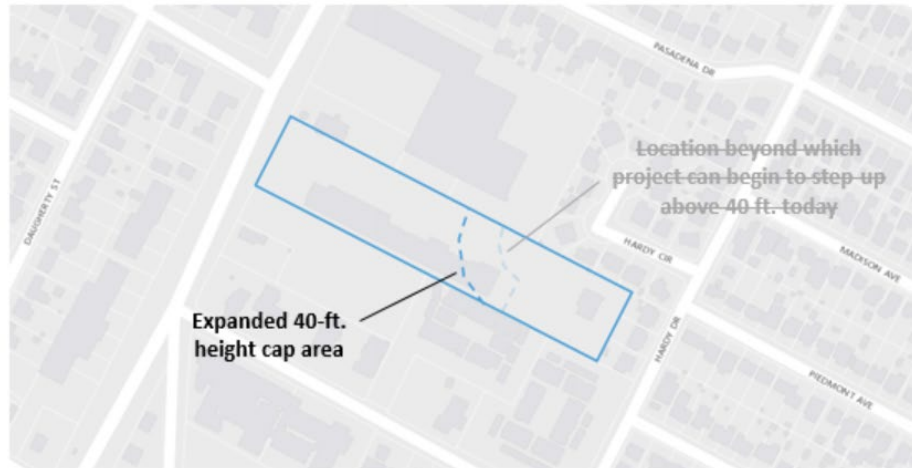 PASADENA DR
Location beyond which
project can begin to step up
above 40 ft. today
DAUGHERTY ST
HARDY CIR
MADISON AVE
Expanded 40-ft.
height cap area
HARDY DR
PIEDMONT AVE